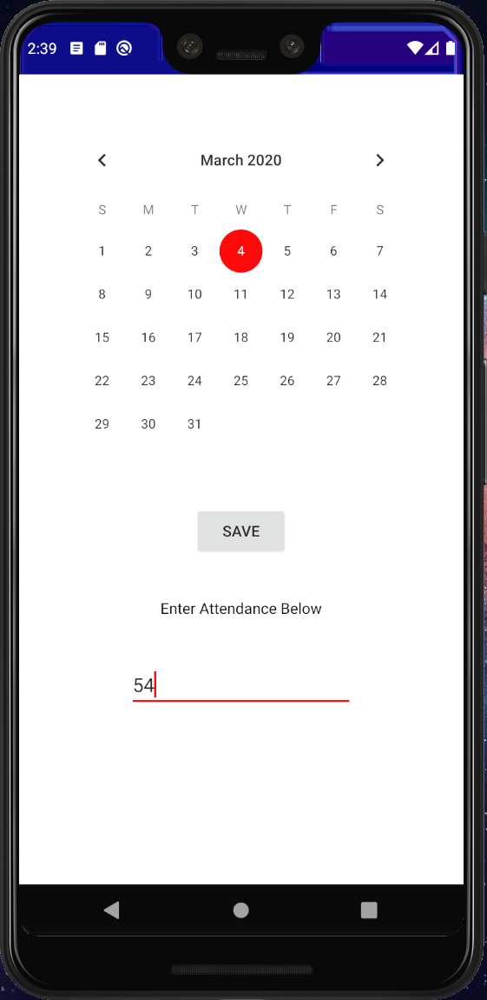 2:39
March 2020
S M T W T F S
1 2 3 4 5 6 7
8 9 10 11 12 13 14
15 16 17 18 19 20 21
22 23 24 25 26 27 28
29 30 31
SAVE
Enter Attendance Below
54